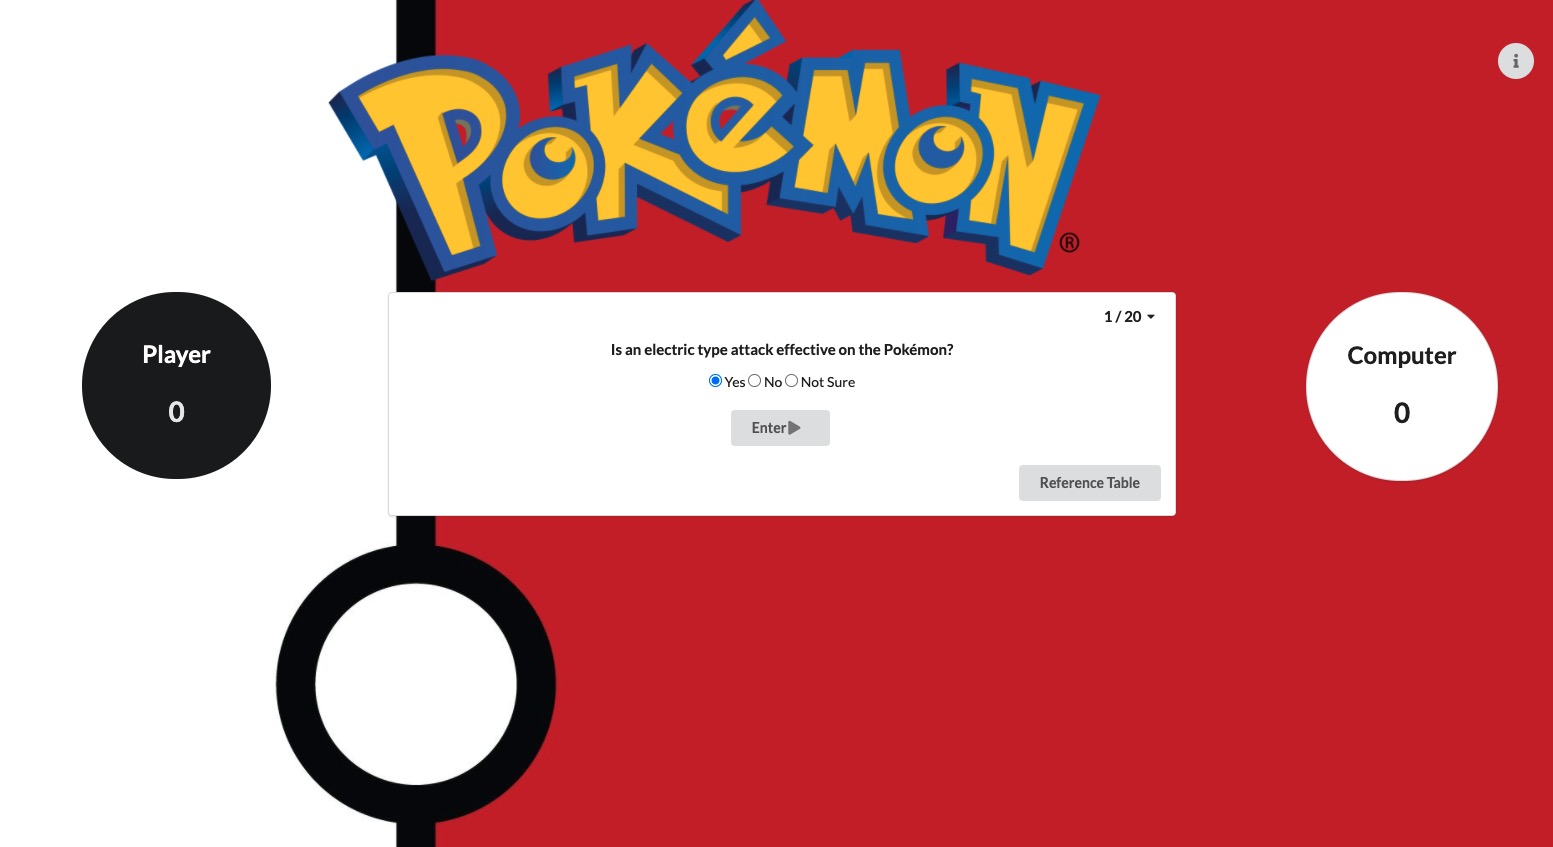 POKéMON
®
i
1 / 20
Player
0
Is an electric type attack effective on the Pokémon?
Yes No Not Sure
Enter
Reference Table
Computer
0